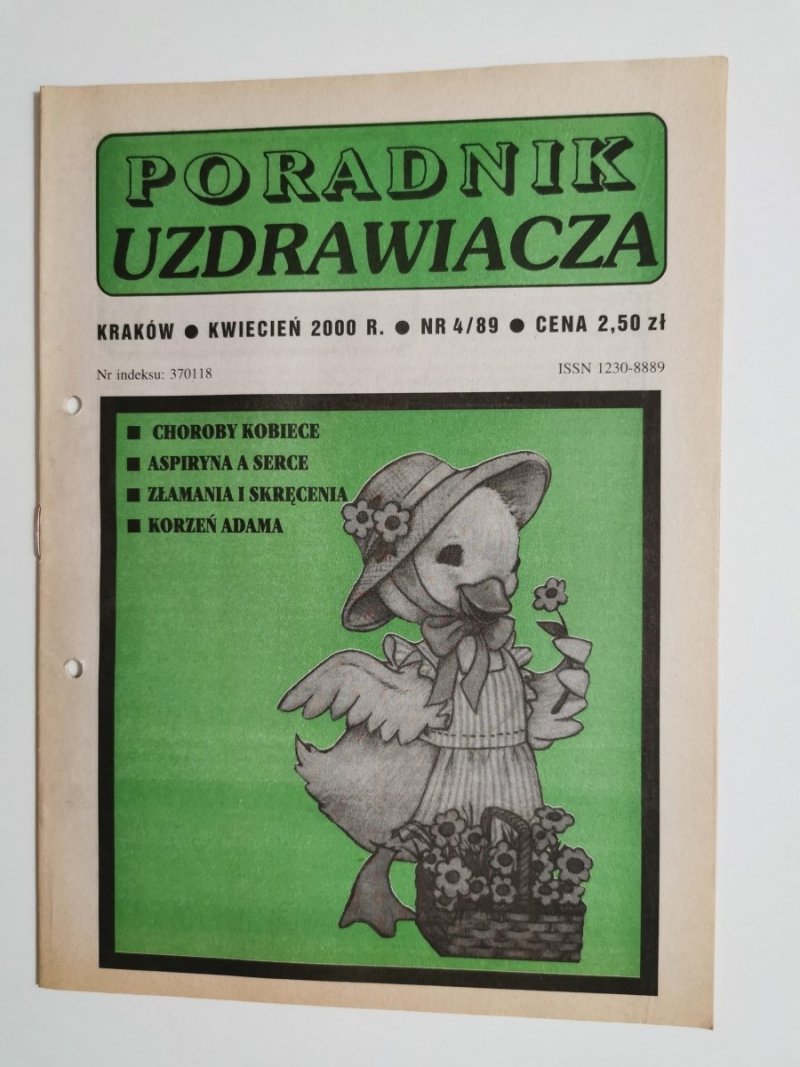 PORADNIK
UZDRAWIACZA
KRAKÓW ● KWIECIEŃ 2000 R. ● NR 4/89 ● CENA 2,50 zł
Nr indeksu: 370118 ISSN 1230-8889
■ CHOROBY KOBIECE
■ ASPIRYNA A SERCE
■ ZŁAMANIA I SKRĘCENIA
■ KORZEŃ ADAMA